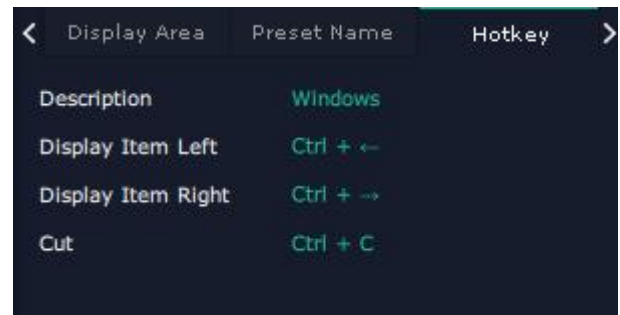 < Display Area Preset Name Hotkey >
Description Windows
Display Item Left Ctrl + ←
Display Item Right Ctrl + →
Cut Ctrl + C